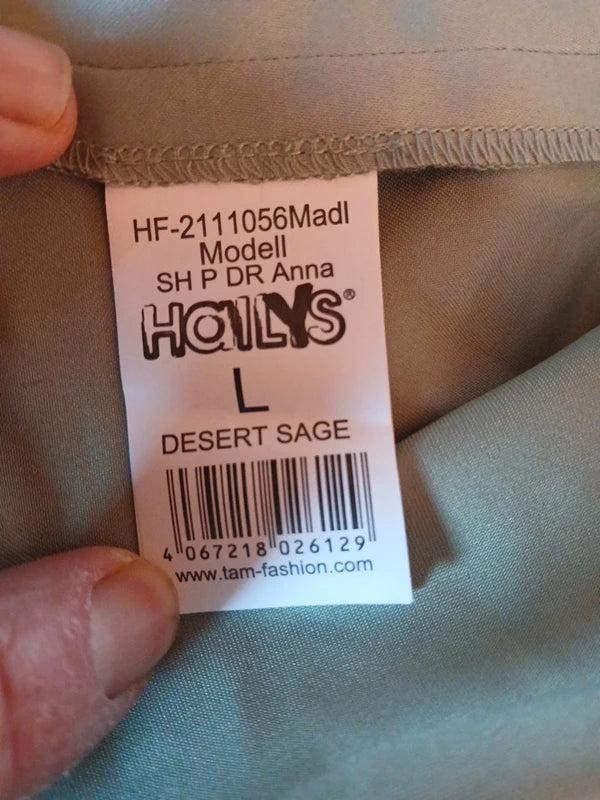 HF-2111056Madl
Modell
SH P DR Anna
HaILYS®
L
DESERT SAGE
4 067218 026129
www.tam-fashion.com